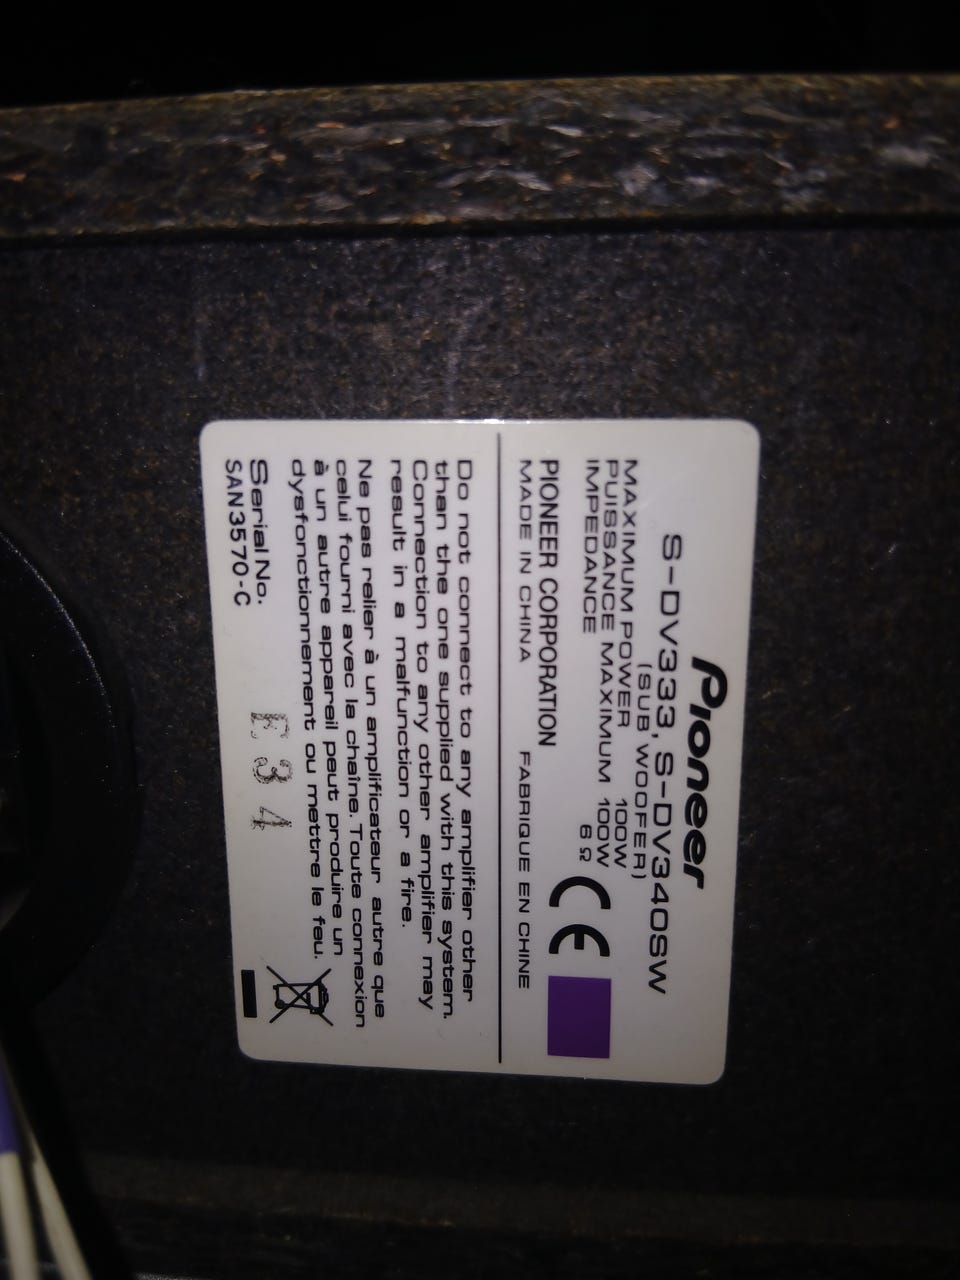 Pioneer
S-DV333, S-DV340SW
(SUB WOOFER)
MAXIMUM POWER 100W
PUISSANCE MAXIMUM 100W
IMPEDANCE 6 Ω
CE
PIONEER CORPORATION
MADE IN CHINA FABRIQUE EN CHINE
Do not connect to any amplifier other
than the one supplied with this system.
Connection to any other amplifier may
result in a malfunction or a fire.
Ne pas relier à un amplificateur autre que
celui fourni avec la chaîne. Toute connexion
à un autre appareil peut produire un
dysfonctionnement ou mettre le feu.
Serial No.
SAN3570-C
E34